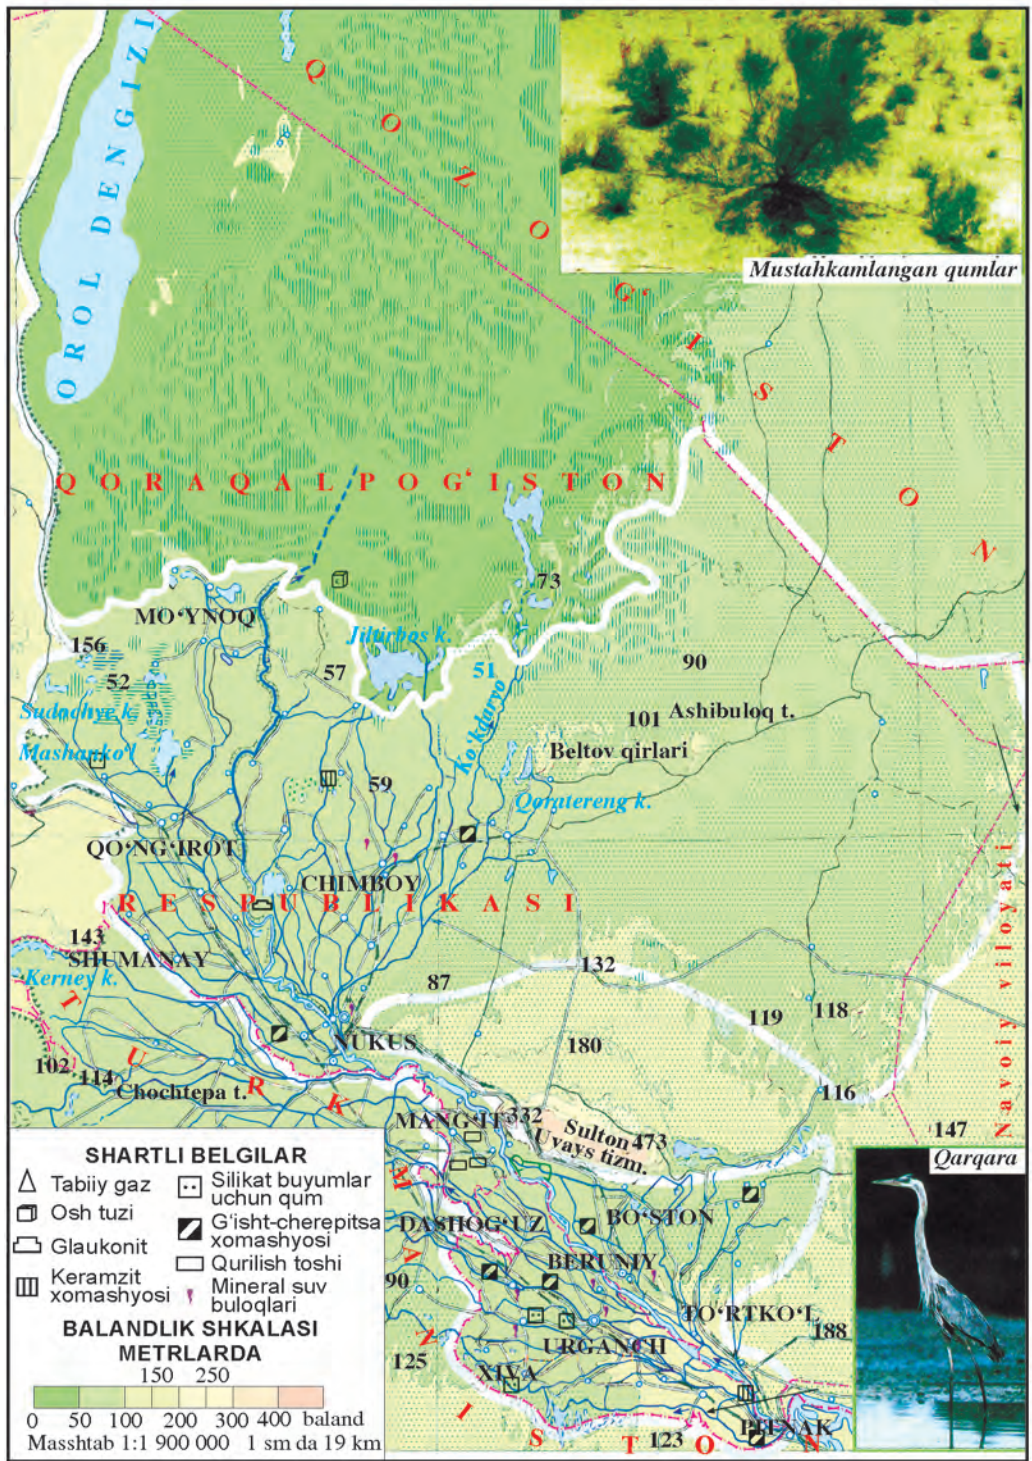 OROL DENGIZI
QOZOG‘ISTON
Mustahkamlangan qumlar
QORAQALPOG‘ISTON
73
MO‘YNOQ
Jiltirbos k.
156
52
57
51
90
Sudochye k.
Ko‘kdaryo
101 Ashibuloq t.
Mashanko‘l
Beltov qirlari
59
Qoratereng k.
QO‘NG‘IROT
CHIMBOY
RESPUBLIKASI
Navoiy viloyati
143
SHUMANAY
Kerney k.
87
132
119
118
NUKUS
180
102
114
Chochtepa t.
116
TURKMANISTON
MANG‘IT
332
Sulton
Uvays tizm.
473
147
Qarqara
DASHOG‘UZ
BO‘STON
BERUNIY
90
TO‘RTKO‘L
188
URGANCH
125
XIVA
PITNAK
123
SHARTLI BELGILAR
Tabiiy gaz
Osh tuzi
Glaukonit
Keramzit
xomashyosi
Silikat buyumlar
uchun qum
G‘isht-cherepitsa
xomashyosi
Qurilish toshi
Mineral suv
buloqlari
BALANDLIK SHKALASI
METRLARDA
150 250
0 50 100 200 300 400 baland
Masshtab 1:1 900 000 1 sm da 19 km